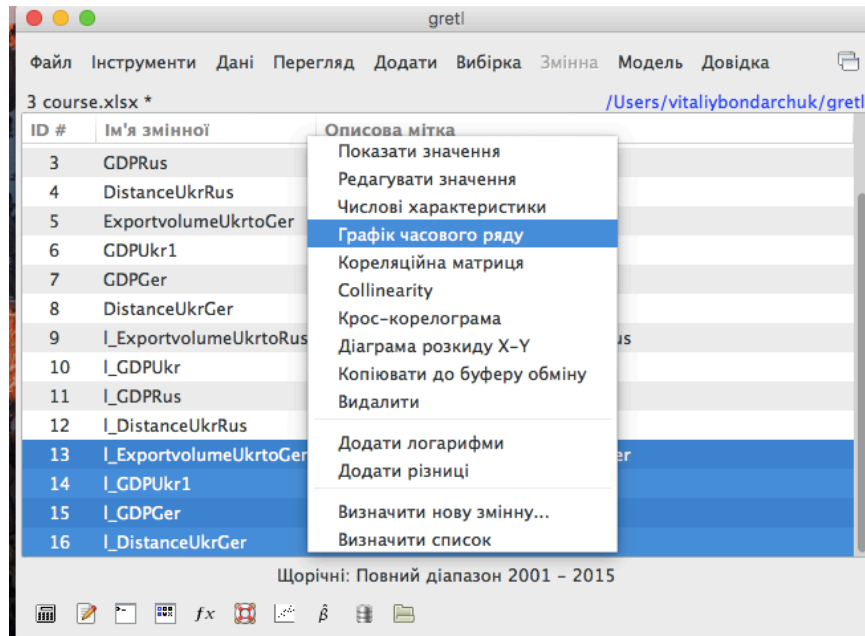 gretl
Файл Інструменти Дані Перегляд Додати Вибірка Змінна Модель Довідка
3 course.xlsx * /Users/vitaliybondarchuk/gretl
ID # Ім'я змінної Описова мітка
3 GDPRus
4 DistanceUkrRus
5 ExportvolumeUkrtoGer
6 GDPUkr1
7 GDPGer
8 DistanceUkrGer
9 l_ExportvolumeUkrtoRus us
10 l_GDPUkr
11 l_GDPRus
12 l_DistanceUkrRus
13 l_ExportvolumeUkrtoGer er
14 l_GDPUkr1
15 l_GDPGer
16 l_DistanceUkrGer
Показати значення
Редагувати значення
Числові характеристики
Графік часового ряду
Кореляційна матриця
Collinearity
Крос-корелограма
Діаграма розкиду X-Y
Копіювати до буферу обміну
Видалити
Додати логарифми
Додати різниці
Визначити нову змінну...
Визначити список
Щорічні: Повний діапазон 2001 - 2015
fx β̂